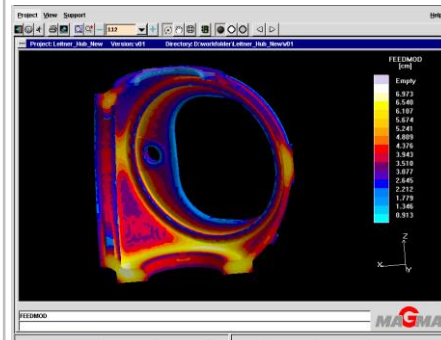 Project View Support Help
112
Project: Leitner_Hub_New Version: v01 Directory: D:workfolder\Leitner_Hub_New\v01
FEEDMOD
[cm]
Empty
6.973
6.540
6.107
5.674
5.241
4.809
4.376
3.943
3.510
3.077
2.645
2.212
1.779
1.346
0.913
Z
X
Y
FEEDMOD
MAGMA